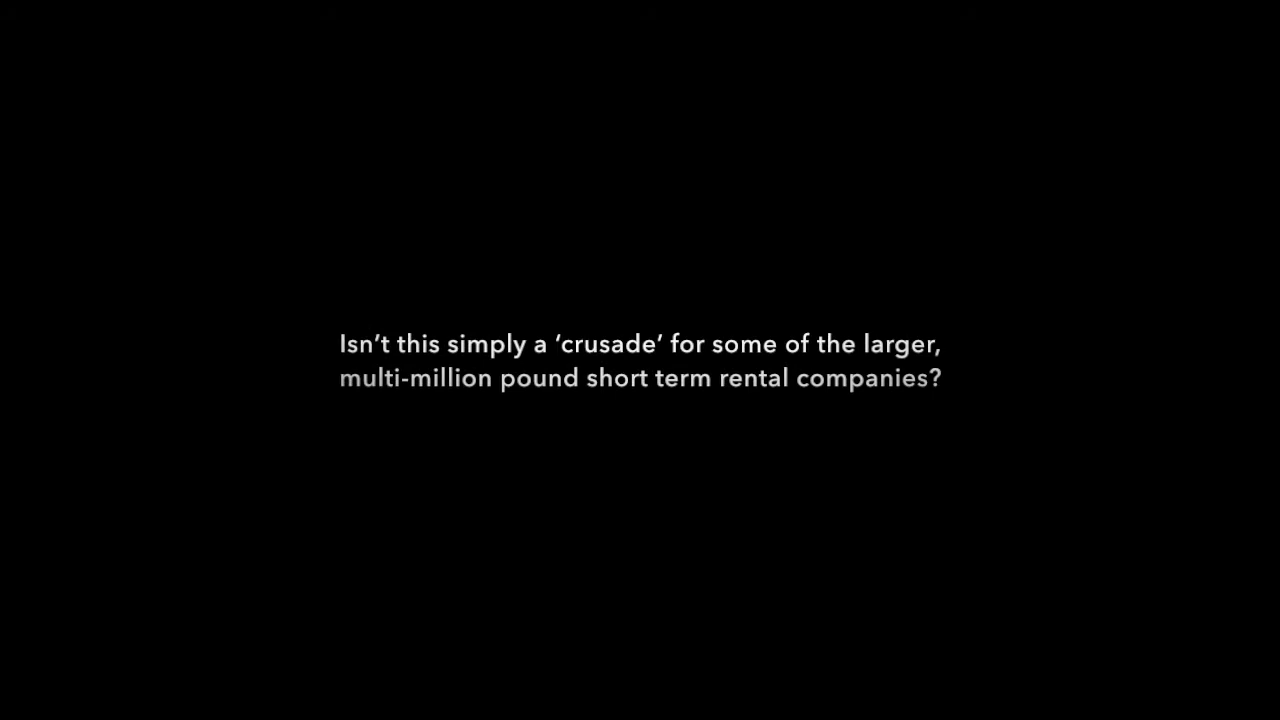 Isn’t this simply a ‘crusade’ for some of the larger,
multi-million pound short term rental companies?